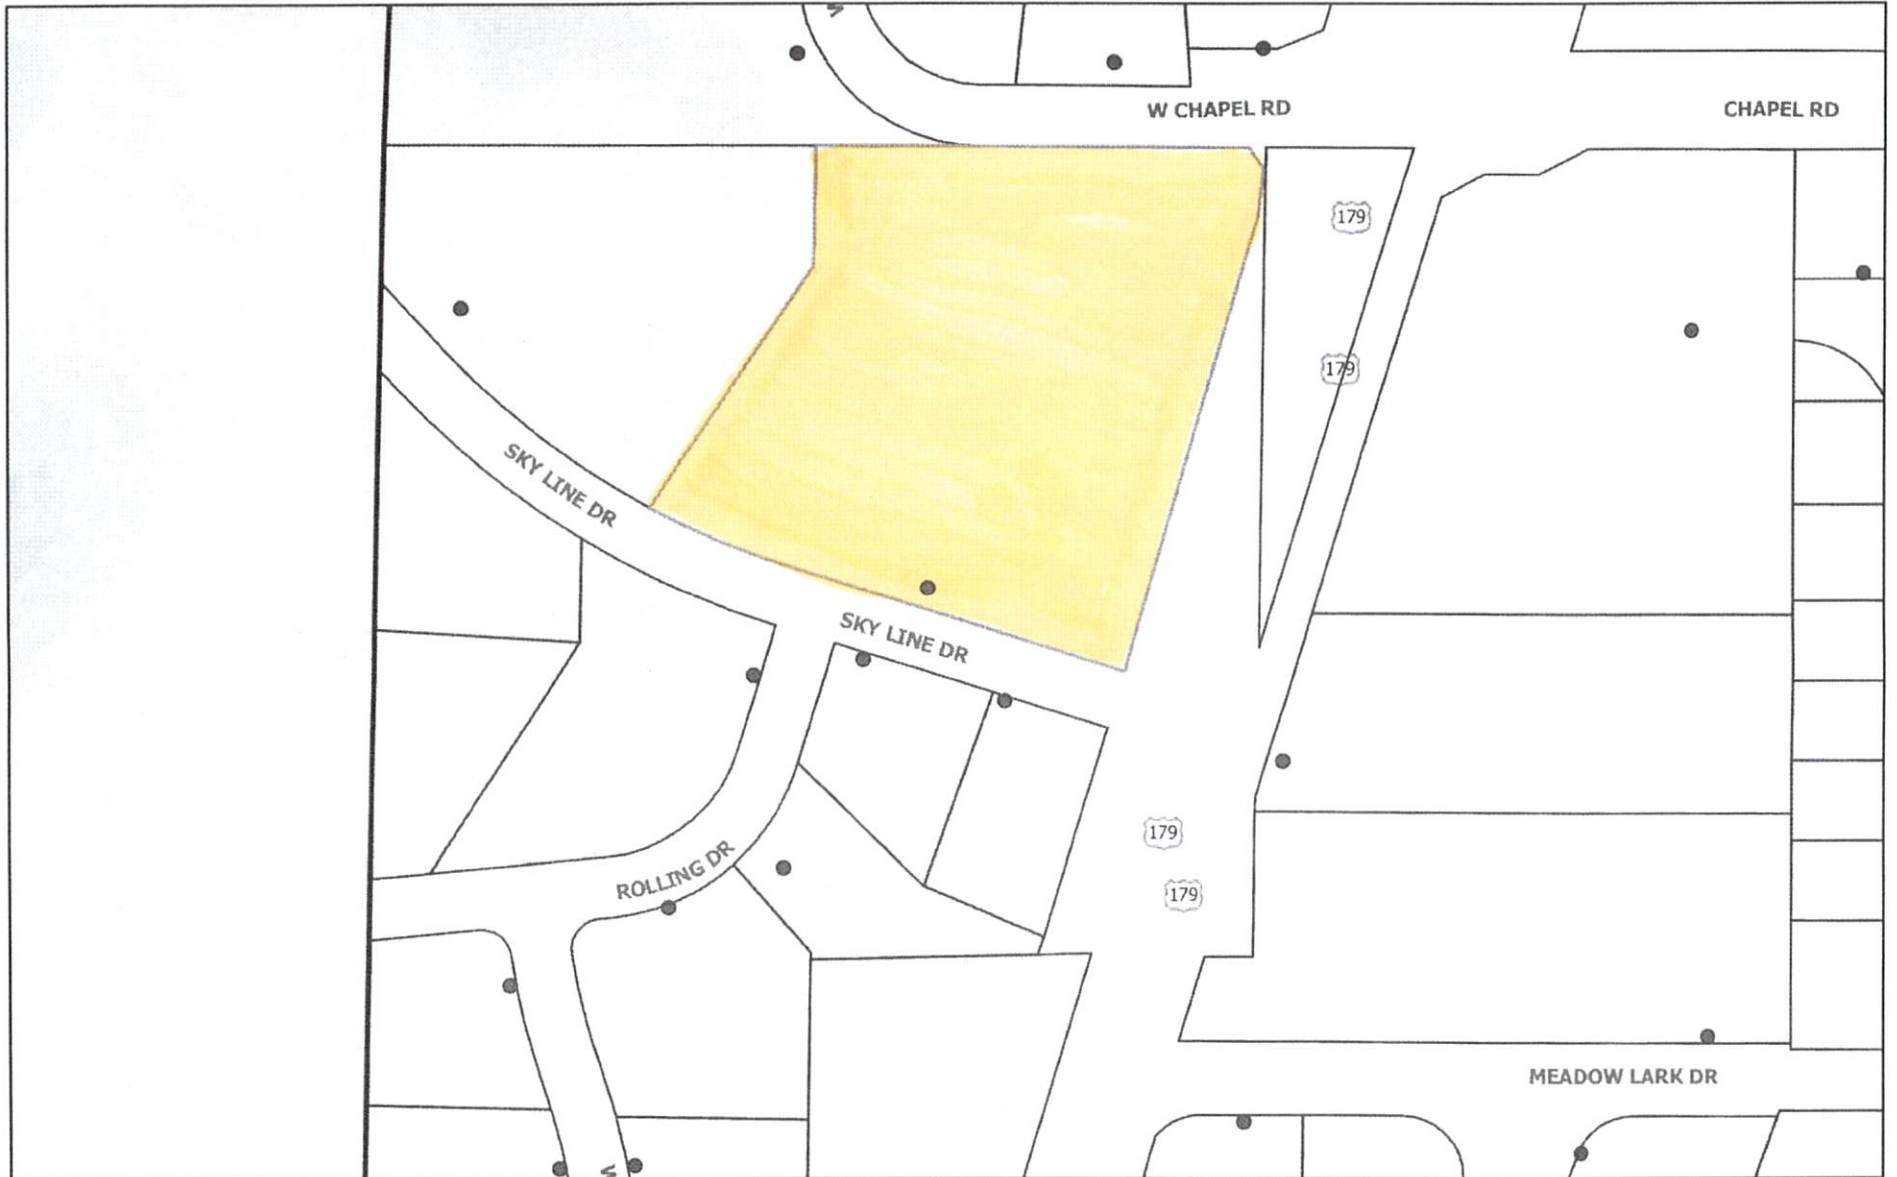 W CHAPEL RD
CHAPEL RD
179
179
SKY LINE DR
SKY LINE DR
179
179
ROLLING DR
MEADOW LARK DR